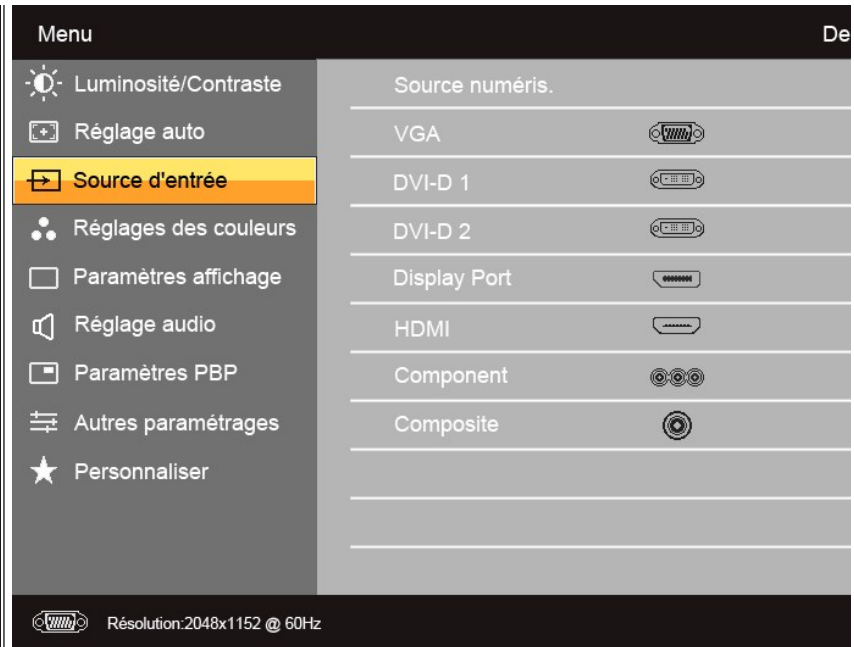 Menu
De
Luminosité/Contraste
Réglage auto
Source d'entrée
Réglages des couleurs
Paramètres affichage
Réglage audio
Paramètres PBP
Autres paramétrages
Personnaliser
Source numéris.
VGA
DVI-D 1
DVI-D 2
Display Port
HDMI
Component
Composite
Résolution:2048x1152 @ 60Hz